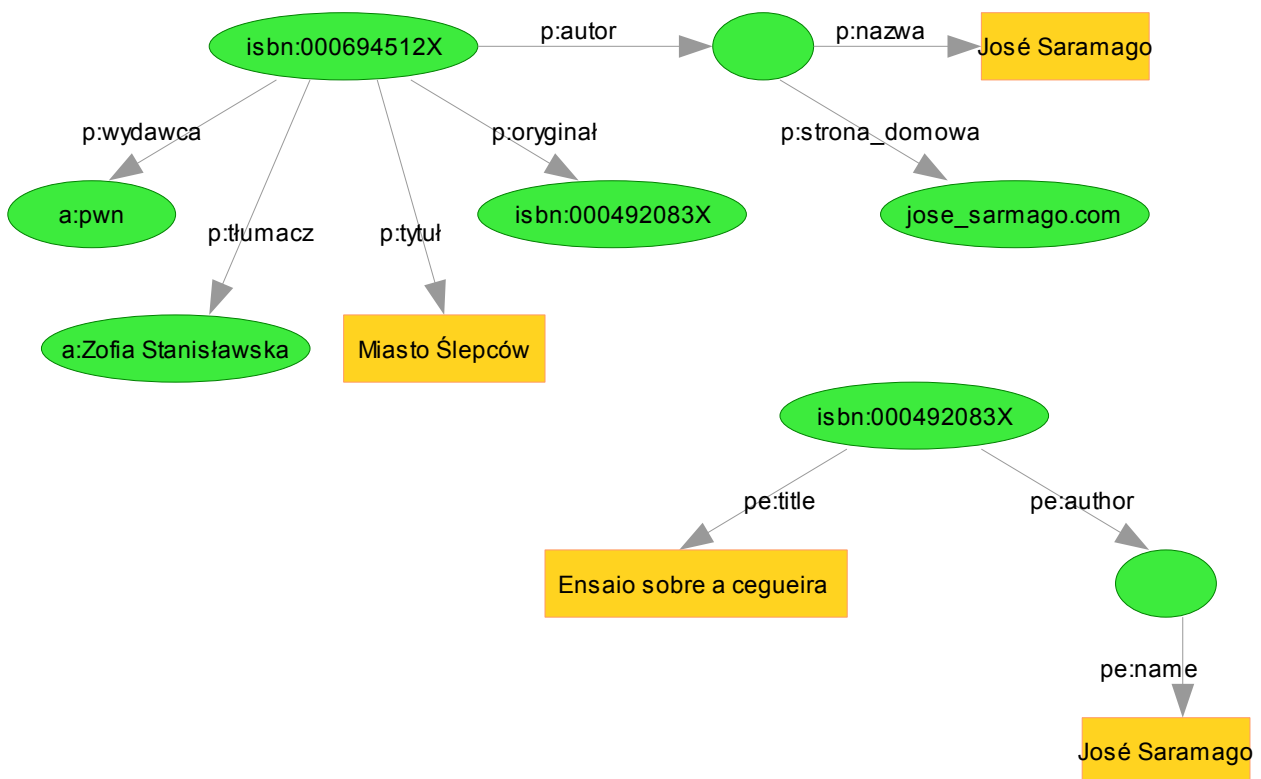 isbn:000694512X
p:autor
p:nazwa
José Saramago
p:wydawca
p:oryginał
p:strona_domowa
a:pwn
p:tłumacz
p:tytuł
isbn:000492083X
jose_sarmago.com
a:Zofia Stanisławska
Miasto Ślepców
isbn:000492083X
pe:title
pe:author
Ensaio sobre a cegueira
pe:name
José Saramago